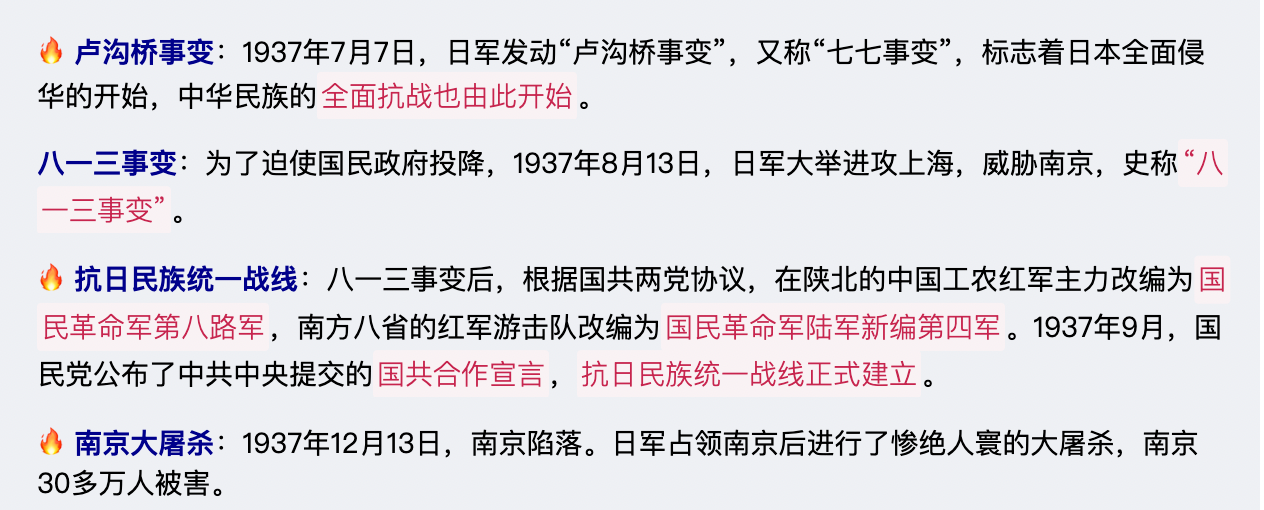 🔥 卢沟桥事变：1937年7月7日，日军发动“卢沟桥事变”，又称“七七事变”，标志着日本全面侵
华的开始，中华民族的全面抗战也由此开始。
八一三事变：为了迫使国民政府投降，1937年8月13日，日军大举进攻上海，威胁南京，史称“八
一三事变”。
🔥 抗日民族统一战线：八一三事变后，根据国共两党协议，在陕北的中国工农红军主力改编为国
民革命军第八路军，南方八省的红军游击队改编为国民革命军陆军新编第四军。1937年9月，国
民党公布了中共中央提交的国共合作宣言，抗日民族统一战线正式建立。
🔥 南京大屠杀：1937年12月13日，南京陷落。日军占领南京后进行了惨绝人寰的大屠杀，南京
30多万人被害。